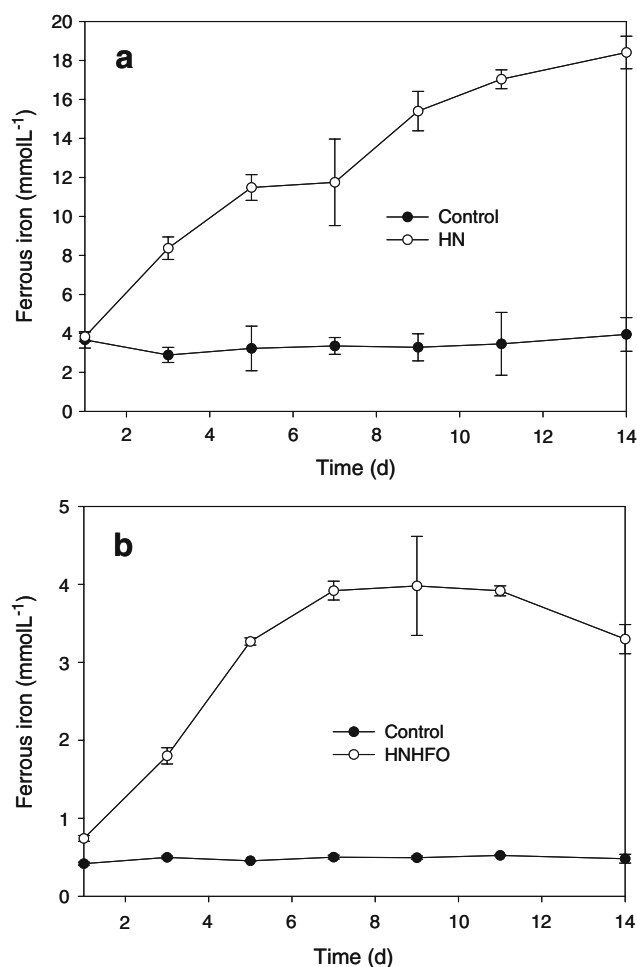 a
20
18
16
14
12
10
8
6
4
2
0
Ferrous iron (mmolL⁻¹)
Control
HN
2 4 6 8 10 12 14
Time (d)
b
5
4
3
2
1
0
Ferrous iron (mmolL⁻¹)
Control
HNHFO
2 4 6 8 10 12 14
Time (d)